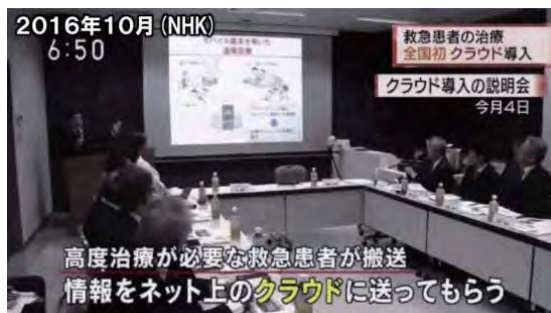 2016年10月(NHK)
6:50
救急患者の治療
全国初 クラウド導入
クラウド導入の説明会
今月4日
高度治療が必要な救急患者が搬送
情報をネット上のクラウドに送ってもらう